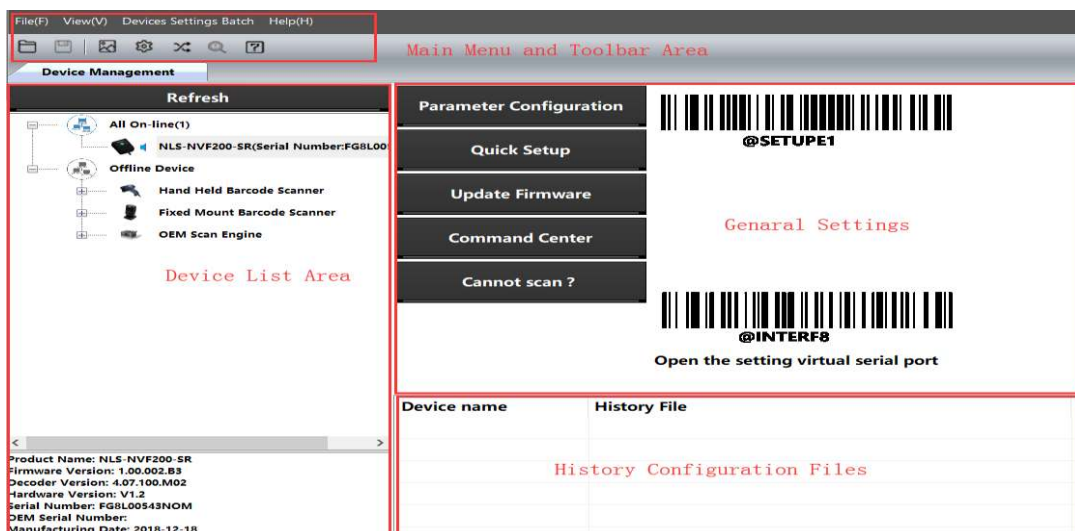 File(F) View(V) Devices Settings Batch Help(H)
Main Menu and Toolbar Area
Device Management
Refresh
All On-line(1)
NLS-NVF200-SR(Serial Number:FG8L00
Offline Device
Hand Held Barcode Scanner
Fixed Mount Barcode Scanner
OEM Scan Engine
Device List Area
Parameter Configuration
Quick Setup
Update Firmware
Command Center
Cannot scan ?
@SETUPE1
Genaral Settings
@INTERF8
Open the setting virtual serial port
Product Name: NLS-NVF200-SR
Firmware Version: 1.00.002.B3
Decoder Version: 4.07.100.M02
Hardware Version: V1.2
Serial Number: FG8L00543NOM
OEM Serial Number:
Manufacturing Date: 2018-12-18
Device name History File
History Configuration Files